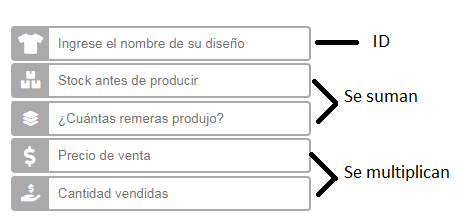 Ingrese el nombre de su diseño
ID
Stock antes de producir
Se suman
¿Cuántas remeras produjo?
Precio de venta
Se multiplican
Cantidad vendidas